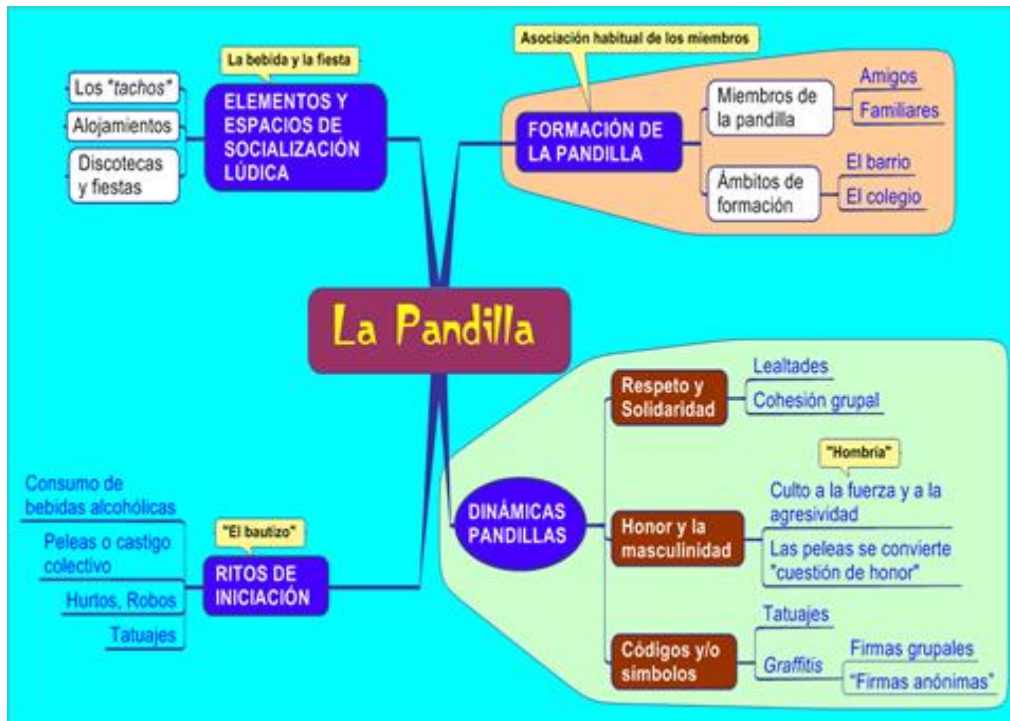 La bebida y la fiesta
ELEMENTOS Y
ESPACIOS DE
SOCIALIZACIÓN
LÚDICA
Los "tachos"
Alojamientos
Discotecas
y fiestas
Asociación habitual de los miembros
FORMACIÓN DE
LA PANDILLA
Miembros de
la pandilla
Amigos
Familiares
Ámbitos de
formación
El barrio
El colegio
La Pandilla
"El bautizo"
RITOS DE
INICIACIÓN
Consumo de
bebidas alcohólicas
Peleas o castigo
colectivo
Hurtos, Robos
Tatuajes
DINÁMICAS
PANDILLAS
Respeto y
Solidaridad
Lealtades
Cohesión grupal
Honor y la
masculinidad
"Hombría"
Culto a la fuerza y a la
agresividad
Las peleas se convierte
"cuestión de honor"
Códigos y/o
símbolos
Tatuajes
Graffitis
Firmas grupales
"Firmas anónimas"